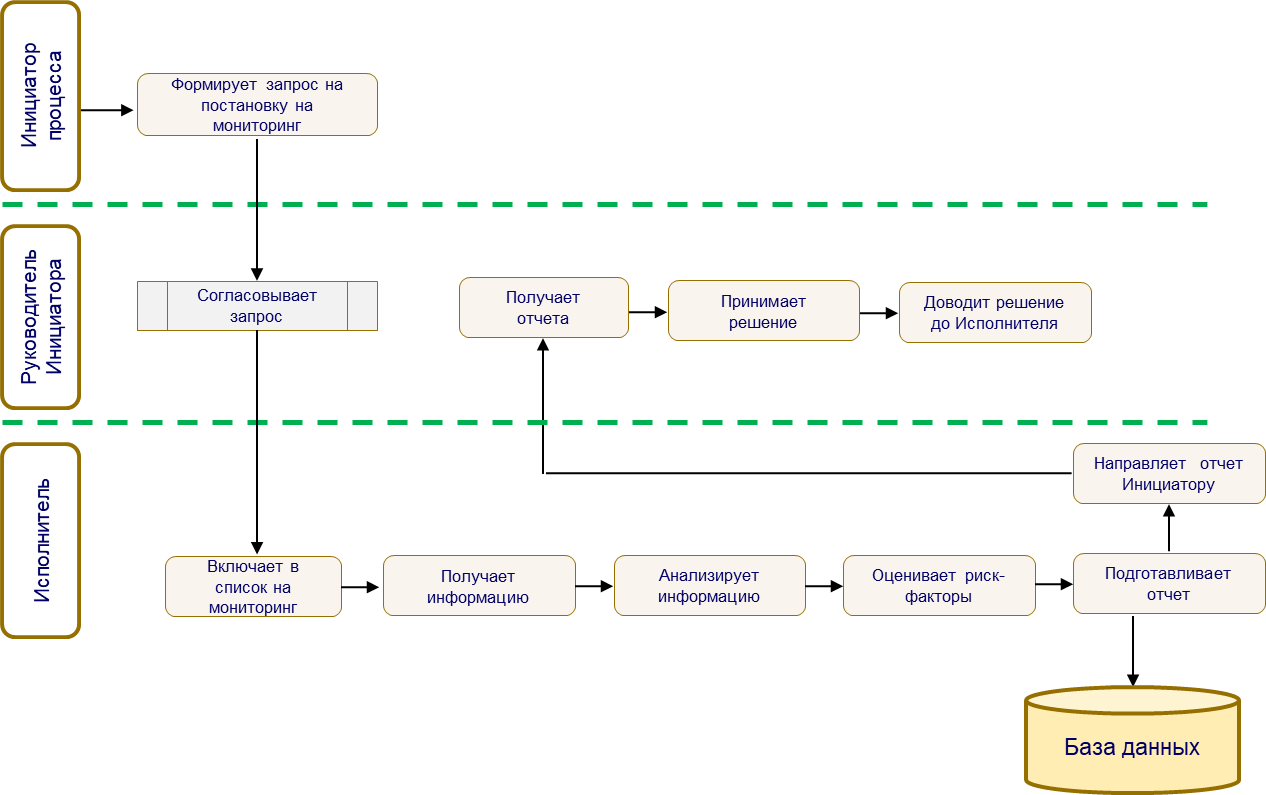 Инициатор
процесса
Формирует запрос на
постановку на
мониторинг
Руководитель
Инициатора
Согласовывает
запрос
Получает
отчета
Принимает
решение
Доводит решение
до Исполнителя
Исполнитель
Направляет отчет
Инициатору
Включает в
список на
мониторинг
Получает
информацию
Анализирует
информацию
Оценивает риск-
факторы
Подготавливает
отчет
База данных